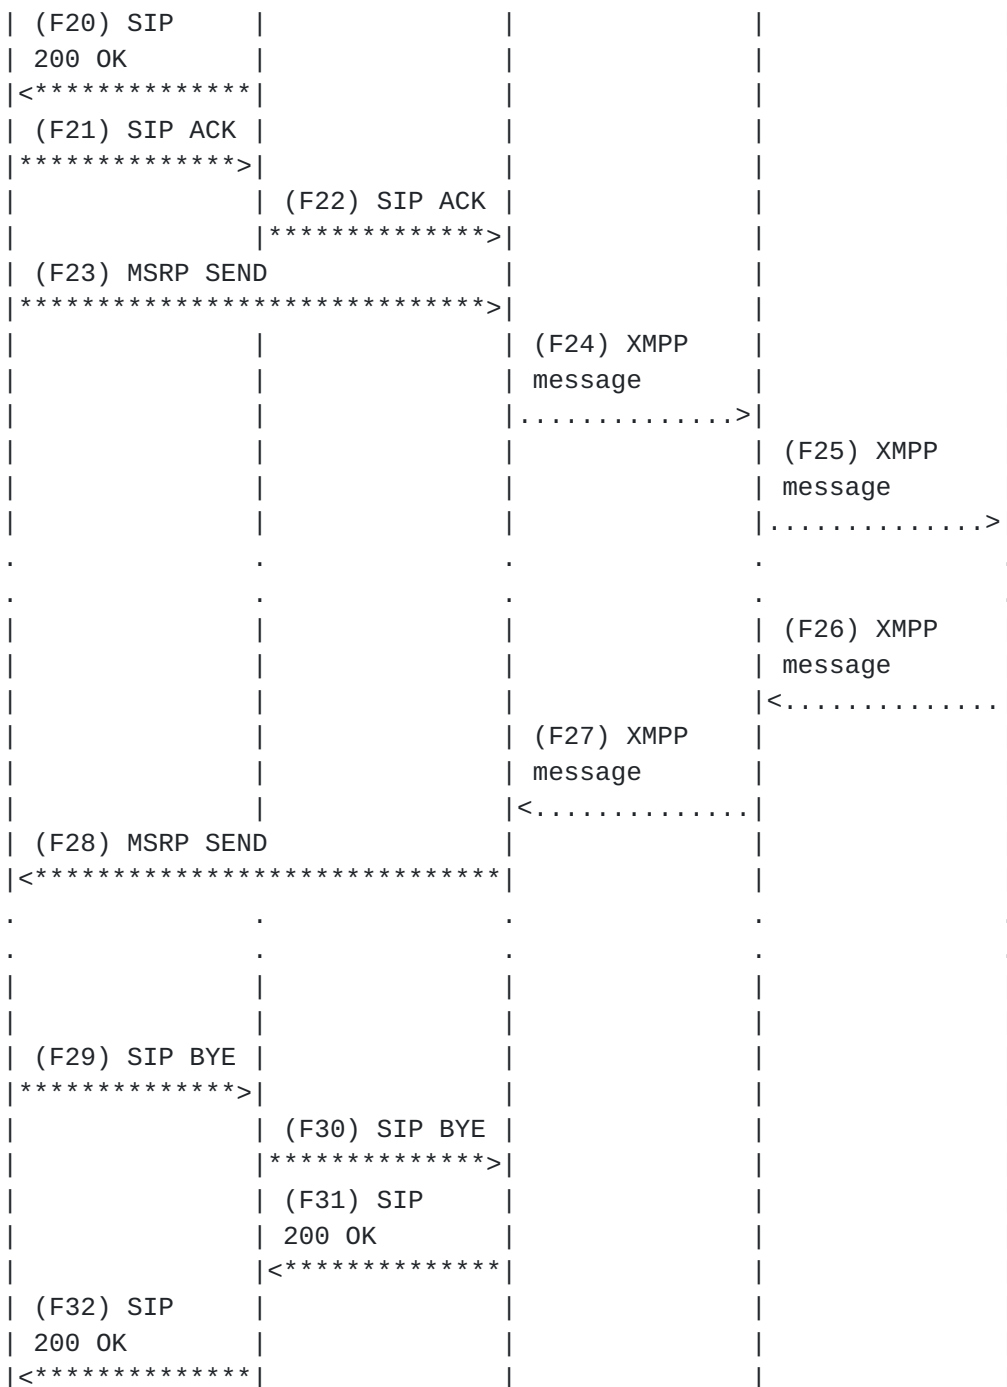 | (F20) SIP     |               |               |               |
| 200 OK        |               |               |               |
|<**************|               |               |               |
| (F21) SIP ACK |               |               |               |
|**************>|               |               |               |
|               | (F22) SIP ACK |               |               |
|               |**************>|               |               |
| (F23) MSRP SEND               |               |               |
|******************************>|               |               |
|               |               | (F24) XMPP    |               |
|               |               | message       |               |
|               |               |..............>|               |
|               |               |               | (F25) XMPP    |
|               |               |               | message       |
|               |               |               |..............>
.               .               .               .               .
.               .               .               .               .
|               |               |               | (F26) XMPP    |
|               |               |               | message       |
|               |               |               |<..............
|               |               | (F27) XMPP    |               |
|               |               | message       |               |
|               |               |<..............|               |
| (F28) MSRP SEND               |               |               |
|<******************************|               |               |
.               .               .               .               .
.               .               .               .               .
|               |               |               |               |
|               |               |               |               |
| (F29) SIP BYE |               |               |               |
|**************>|               |               |               |
|               | (F30) SIP BYE |               |               |
|               |**************>|               |               |
|               | (F31) SIP     |               |               |
|               | 200 OK        |               |               |
|               |<**************|               |               |
| (F32) SIP     |               |               |               |
| 200 OK        |               |               |               |
|<**************|               |               |               |